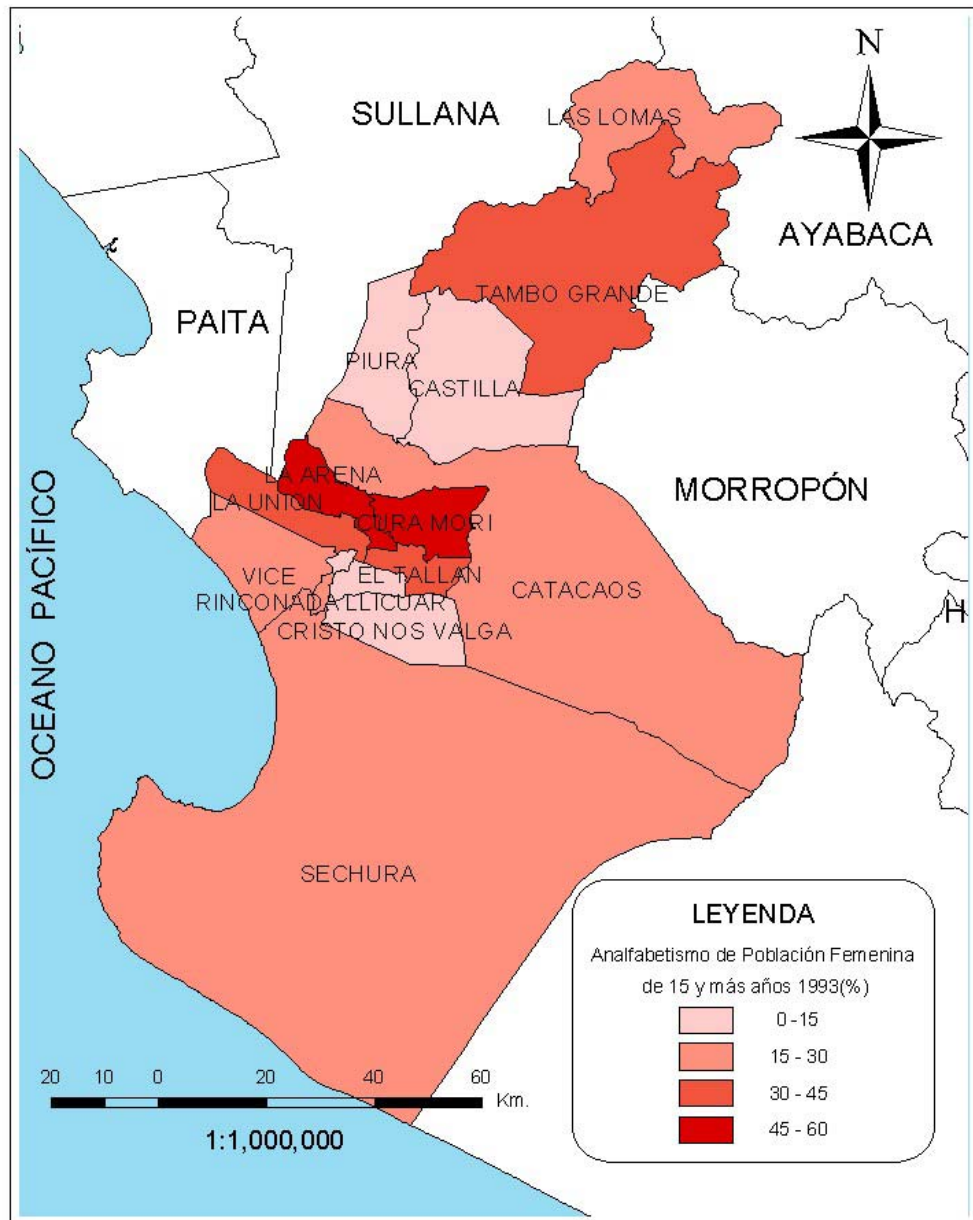 N
SULLANA
LAS LOMAS
AYABACA
TAMBO GRANDE
PAITA
PIURA
CASTILLA
LA ARENA
LA UNION
CURA MORI
MORROPÓN
OCEANO PACÍFICO
VICE
EL TALLAN
CATACAOS
RINCONADA LLICUAR
CRISTO NOS VALGA
H
SECHURA
LEYENDA
Analfabetismo de Población Femenina
de 15 y más años 1993(%)
0 -15
15 - 30
30 - 45
45 - 60
20 10 0 20 40 60
Km.
1:1,000,000